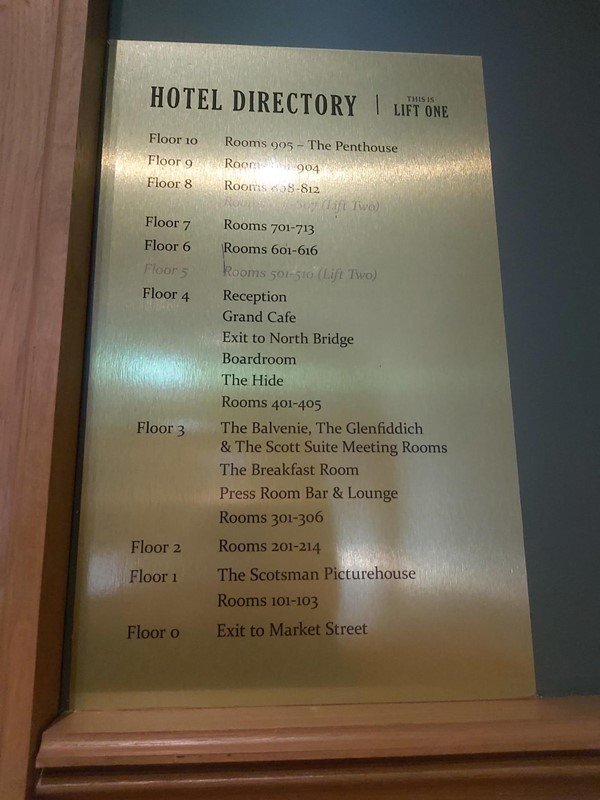 HOTEL DIRECTORY | THIS IS LIFT ONE
Floor 10 Rooms 905 – The Penthouse
Floor 9 904
Floor 8 Rooms 808-812
(Lift Two)
Floor 7 Rooms 701-713
Floor 6 Rooms 601-616
Floor 5 Rooms 501-510 (Lift Two)
Floor 4 Reception
Grand Cafe
Exit to North Bridge
Boardroom
The Hide
Rooms 401-405
Floor 3 The Balvenie, The Glenfiddich
& The Scott Suite Meeting Rooms
The Breakfast Room
Press Room Bar & Lounge
Rooms 301-306
Floor 2 Rooms 201-214
Floor 1 The Scotsman Picturehouse
Rooms 101-103
Floor 0 Exit to Market Street